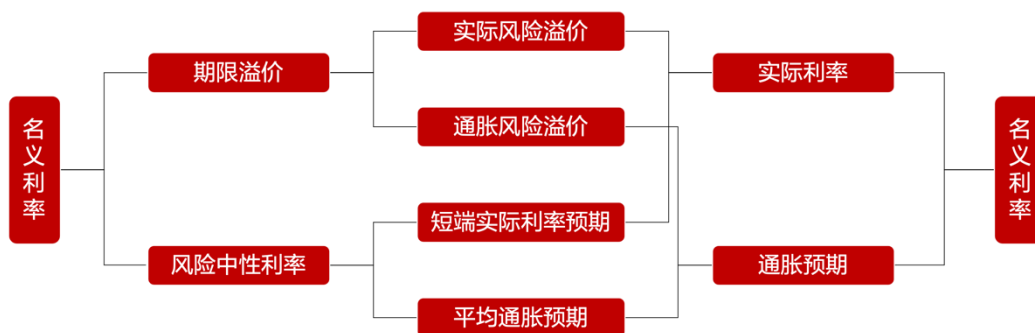 名义利率
期限溢价
风险中性利率
实际风险溢价
通胀风险溢价
短端实际利率预期
平均通胀预期
实际利率
通胀预期
名义利率